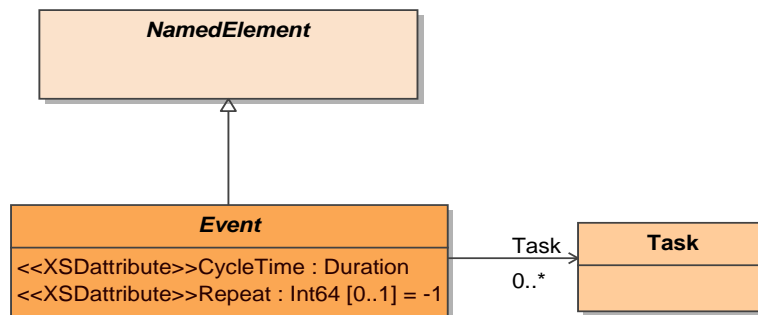 NamedElement
Event
<<XSDattribute>>CycleTime : Duration
<<XSDattribute>>Repeat : Int64 [0..1] = -1
Task
0..*
Task